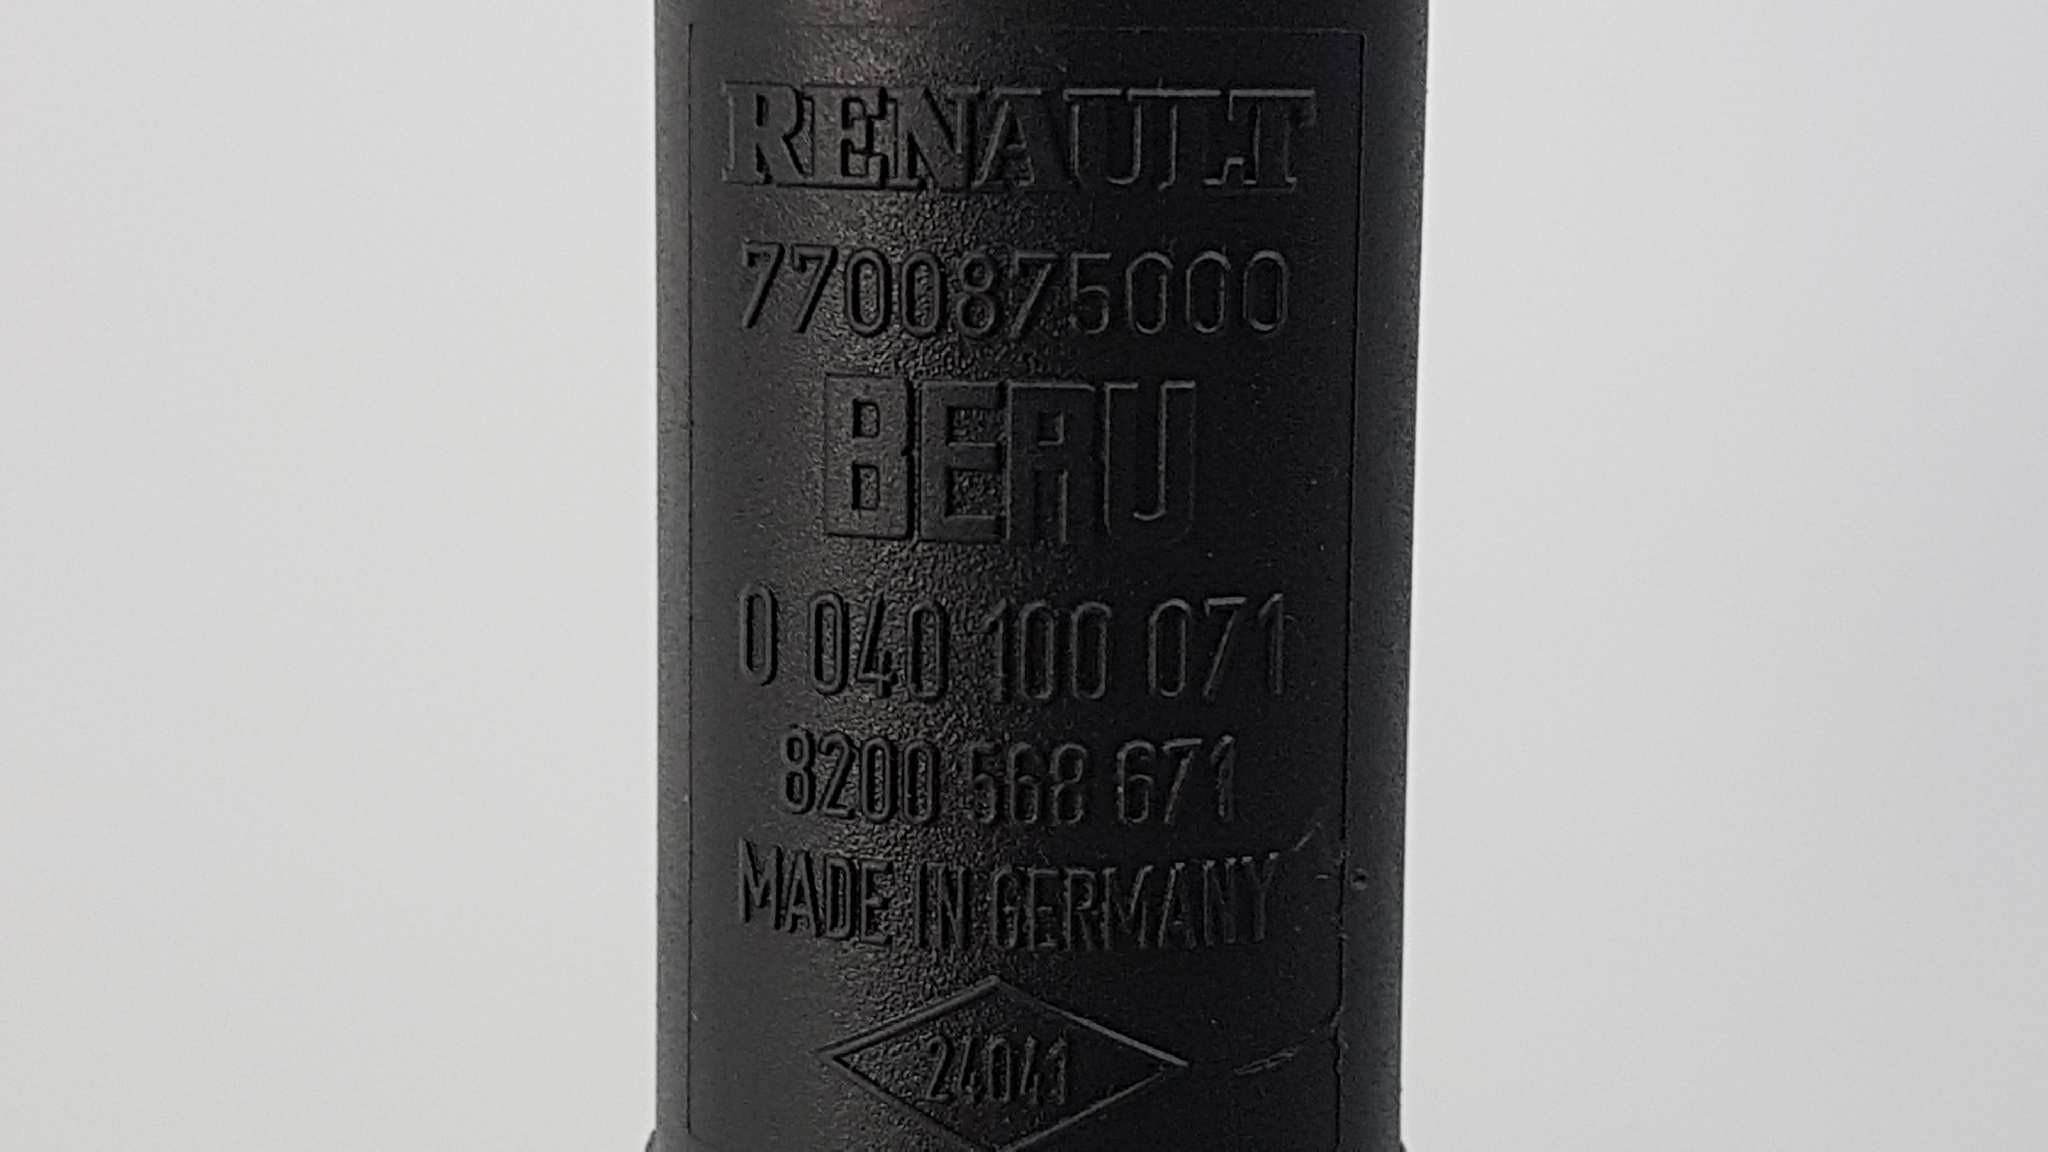 RENAULT
7700875000
BERU
0 040 100 071
8200 568 671
MADE IN GERMANY
24041